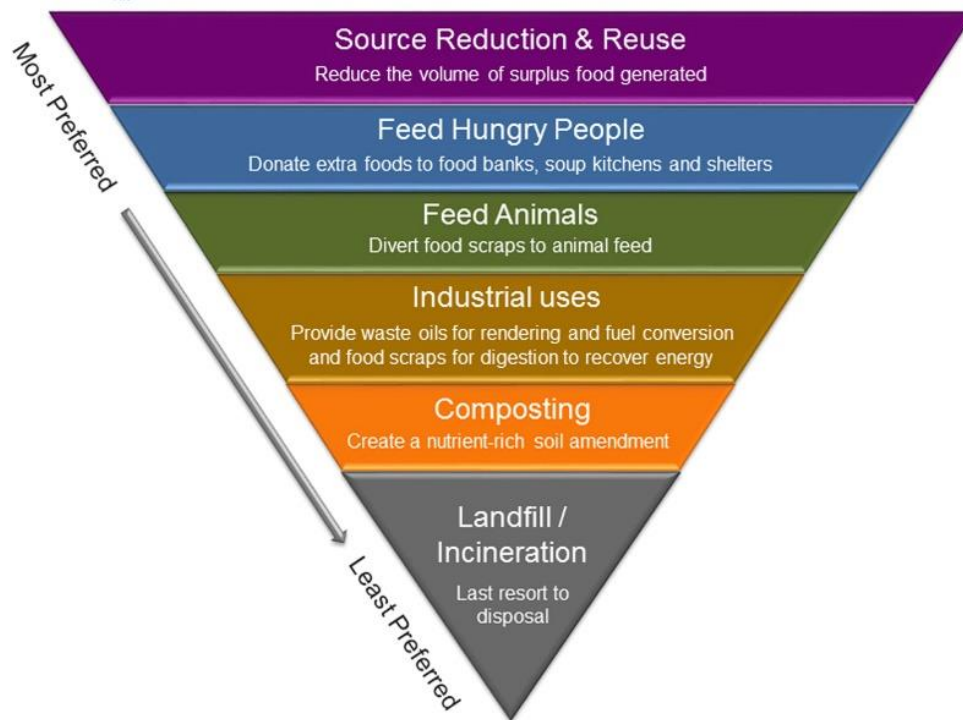 Source Reduction & Reuse
Reduce the volume of surplus food generated
Feed Hungry People
Donate extra foods to food banks, soup kitchens and shelters
Feed Animals
Divert food scraps to animal feed
Industrial uses
Provide waste oils for rendering and fuel conversion
and food scraps for digestion to recover energy
Composting
Create a nutrient-rich soil amendment
Landfill /
Incineration
Last resort to
disposal
Most Preferred
Least Preferred